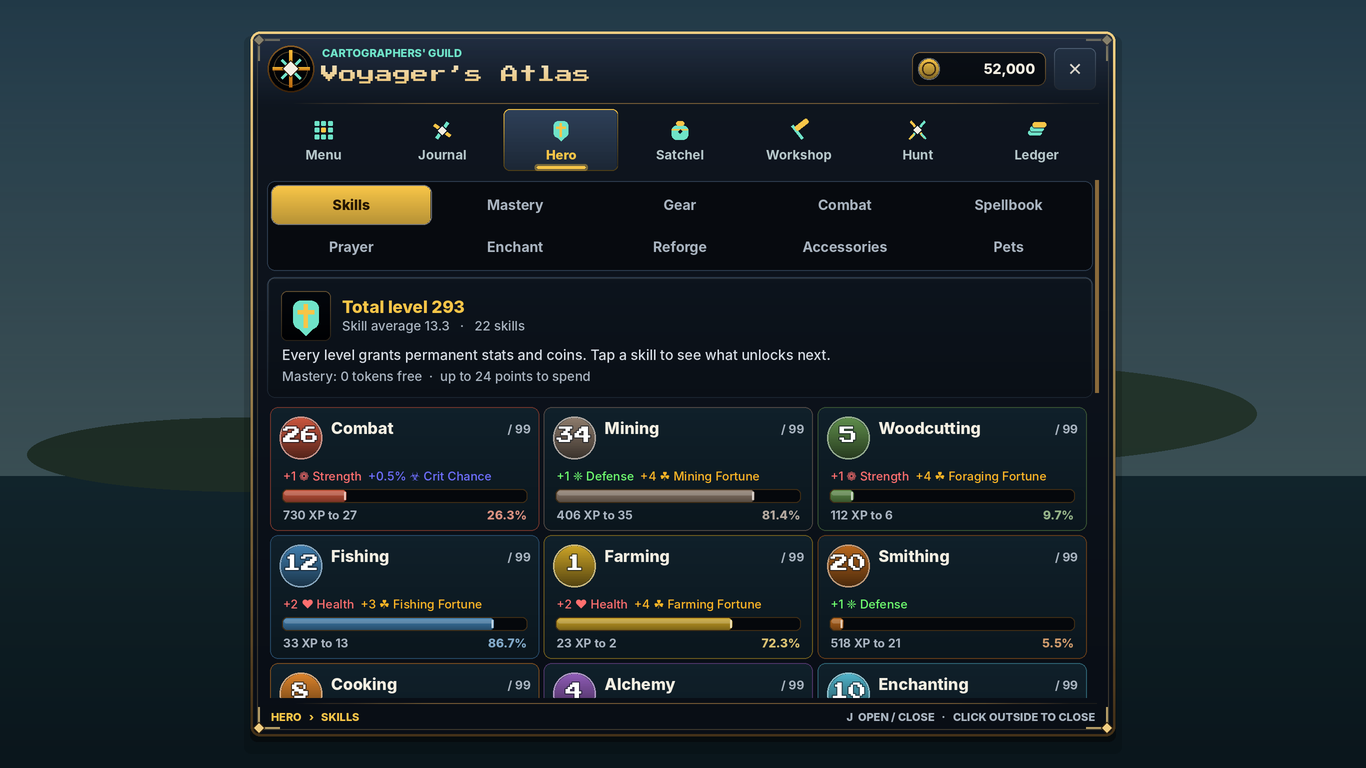 CARTOGRAPHERS' GUILD
Voyager's Atlas
52,000
Menu
Journal
Hero
Satchel
Workshop
Hunt
Ledger
Skills
Mastery
Gear
Combat
Spellbook
Prayer
Enchant
Reforge
Accessories
Pets
Total level 293
Skill average 13.3 · 22 skills
Every level grants permanent stats and coins. Tap a skill to see what unlocks next.
Mastery: 0 tokens free · up to 24 points to spend
26 Combat / 99
+1 ❁ Strength +0.5% ☣ Crit Chance
730 XP to 27 26.3%
34 Mining / 99
+1 ❈ Defense +4 ☘ Mining Fortune
406 XP to 35 81.4%
5 Woodcutting / 99
+1 ❁ Strength +4 ☘ Foraging Fortune
112 XP to 6 9.7%
12 Fishing / 99
+2 ❤ Health +3 ☘ Fishing Fortune
33 XP to 13 86.7%
1 Farming / 99
+2 ❤ Health +4 ☘ Farming Fortune
23 XP to 2 72.3%
20 Smithing / 99
+1 ❈ Defense
518 XP to 21 5.5%
8 Cooking / 99
4 Alchemy / 99
10 Enchanting / 99
HERO › SKILLS
J OPEN / CLOSE · CLICK OUTSIDE TO CLOSE